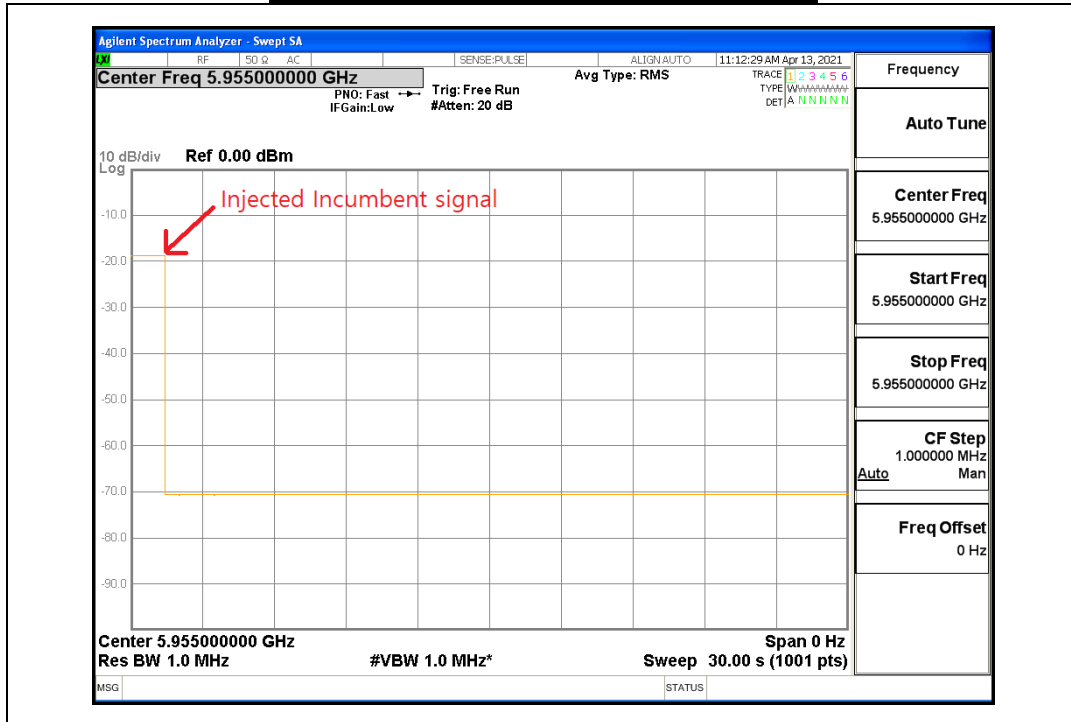 Agilent Spectrum Analyzer - Swept SA
LXI RF 50 Ω AC SENSE:PULSE ALIGN AUTO 11:12:29 AM Apr 13, 2021
Center Freq 5.955000000 GHz Avg Type: RMS TRACE 1 2 3 4 5 6
PNO: Fast Trig: Free Run TYPE
IFGain:Low #Atten: 20 dB DET A N N N N N
10 dB/div Ref 0.00 dBm
Log
Injected Incumbent signal
-10.0
-20.0
-30.0
-40.0
-50.0
-60.0
-70.0
-80.0
-90.0
Center 5.955000000 GHz Span 0 Hz
Res BW 1.0 MHz #VBW 1.0 MHz* Sweep 30.00 s (1001 pts)
MSG STATUS
Frequency
Auto Tune
Center Freq
5.955000000 GHz
Start Freq
5.955000000 GHz
Stop Freq
5.955000000 GHz
CF Step
1.000000 MHz
Auto Man
Freq Offset
0 Hz